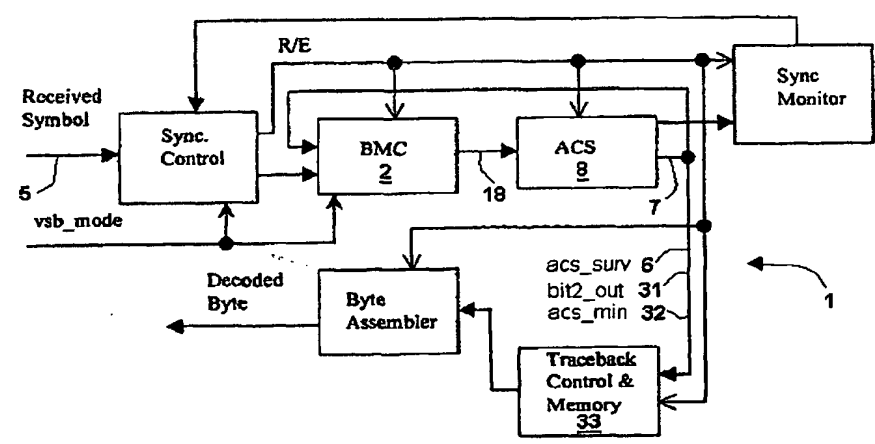 R/E
Received
Symbol
Sync.
Control
BMC
2
ACS
8
Sync
Monitor
5
18
7
vsb_mode
Decoded
Byte
Byte
Assembler
acs_surv 6
bit2_out 31
acs_min 32
1
Traceback
Control &
Memory
33